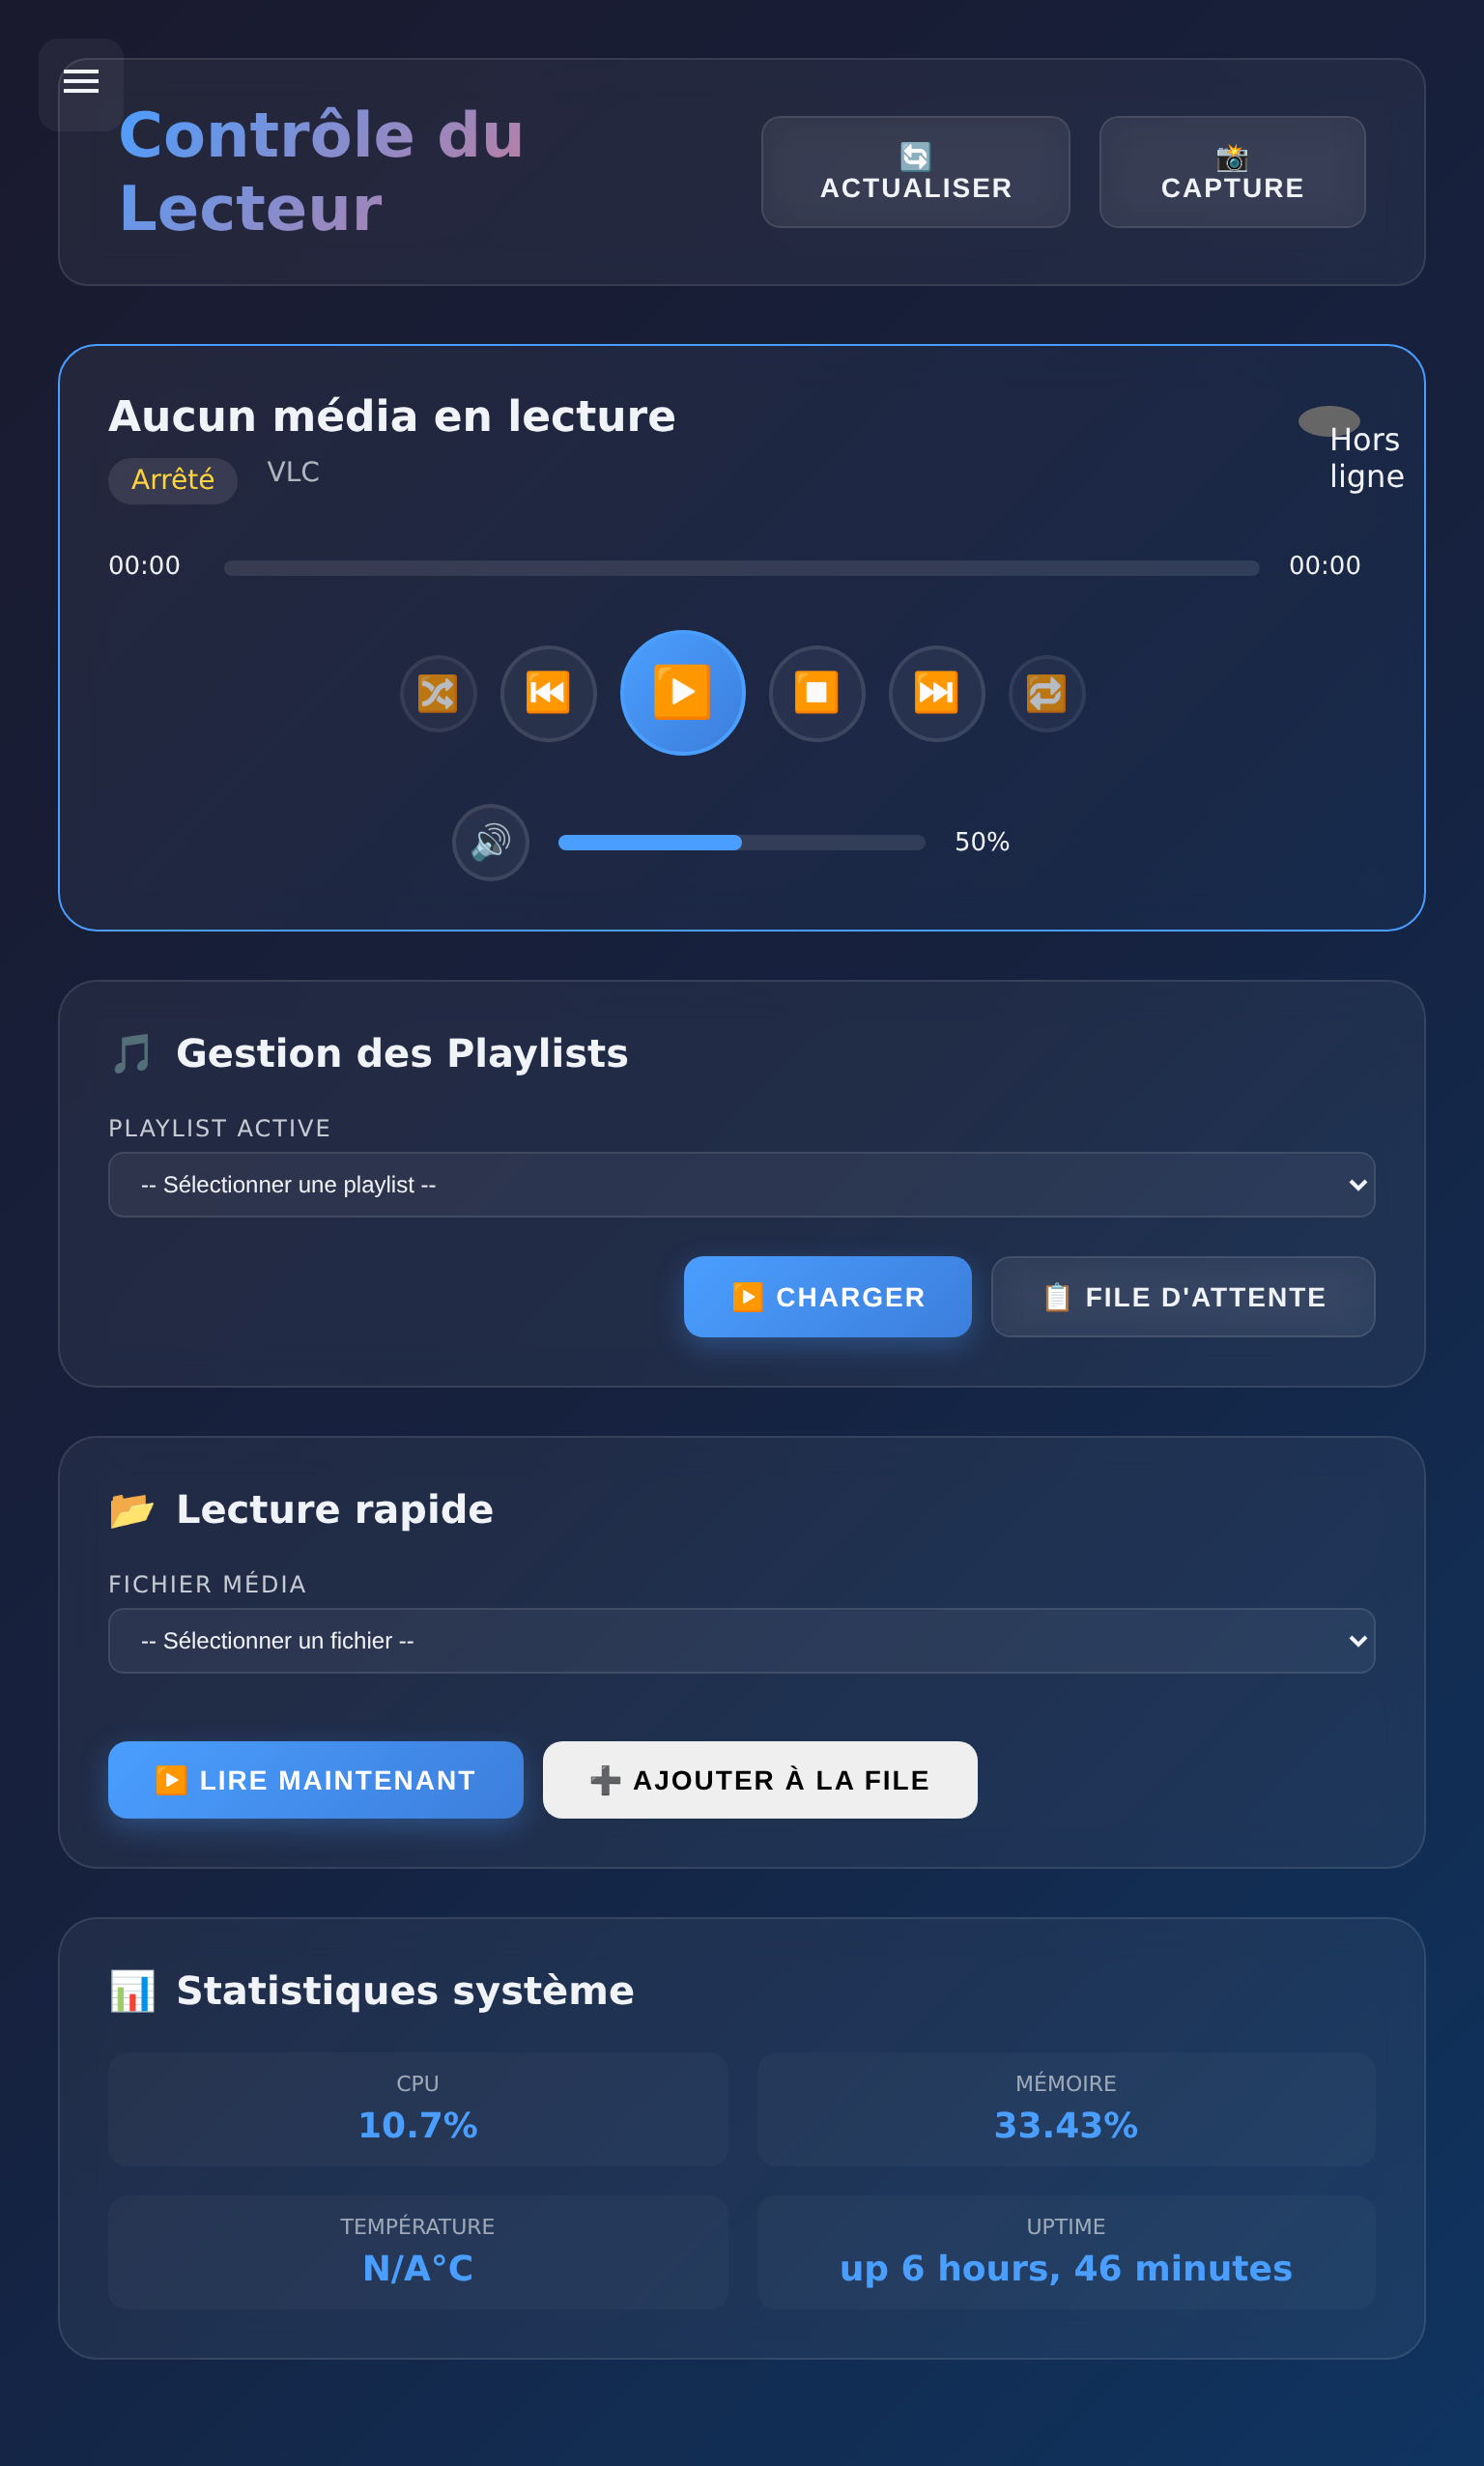 Contrôle du
Lecteur
🔄
ACTUALISER
📸
CAPTURE
Aucun média en lecture
Arrêté
VLC
Hors
ligne
00:00
00:00
50%
🎵 Gestion des Playlists
PLAYLIST ACTIVE
-- Sélectionner une playlist --
▶️ CHARGER
📋 FILE D'ATTENTE
📂 Lecture rapide
FICHIER MÉDIA
-- Sélectionner un fichier --
▶️ LIRE MAINTENANT
➕ AJOUTER À LA FILE
📊 Statistiques système
CPU
10.7%
MÉMOIRE
33.43%
TEMPÉRATURE
N/A°C
UPTIME
up 6 hours, 46 minutes